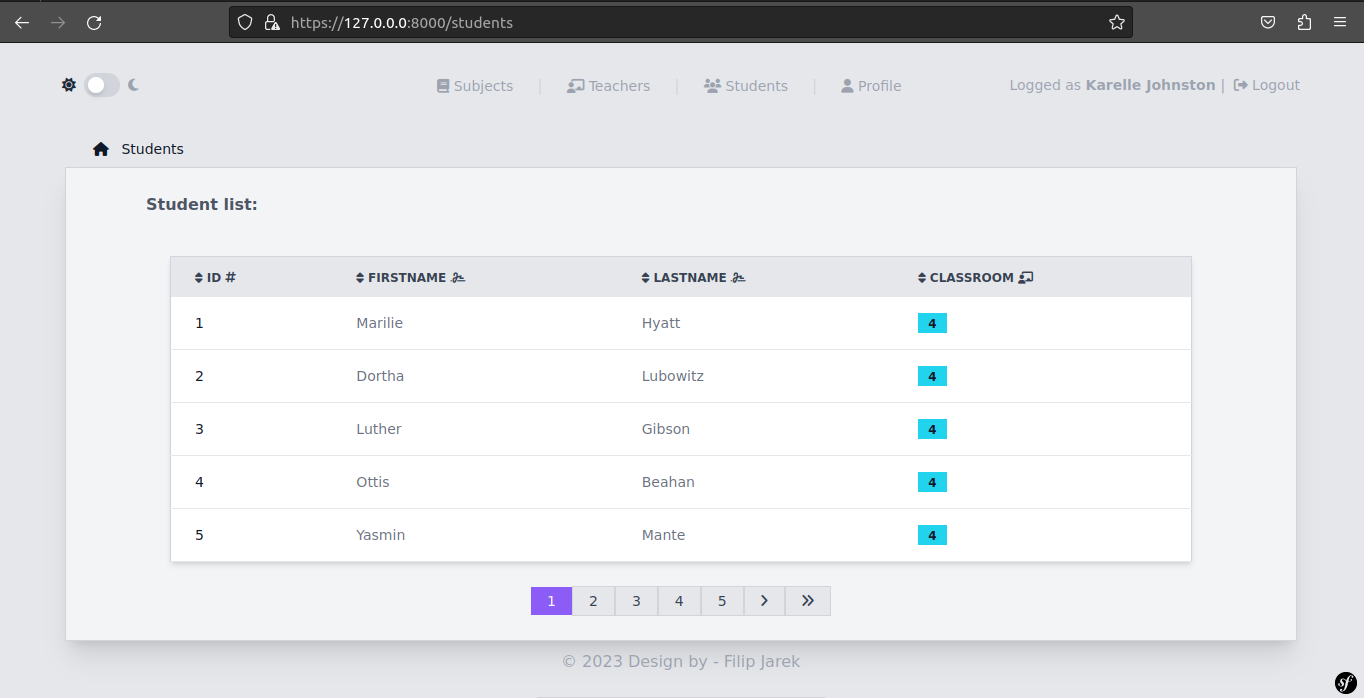 https://127.0.0.0:8000/students
Subjects | Teachers | Students | Profile
Logged as Karelle Johnston | Logout
Students
Student list:
ID # FIRSTNAME LASTNAME CLASSROOM
1 Marilie Hyatt 4
2 Dortha Lubowitz 4
3 Luther Gibson 4
4 Ottis Beahan 4
5 Yasmin Mante 4
1 2 3 4 5 › »
© 2023 Design by - Filip Jarek
sf